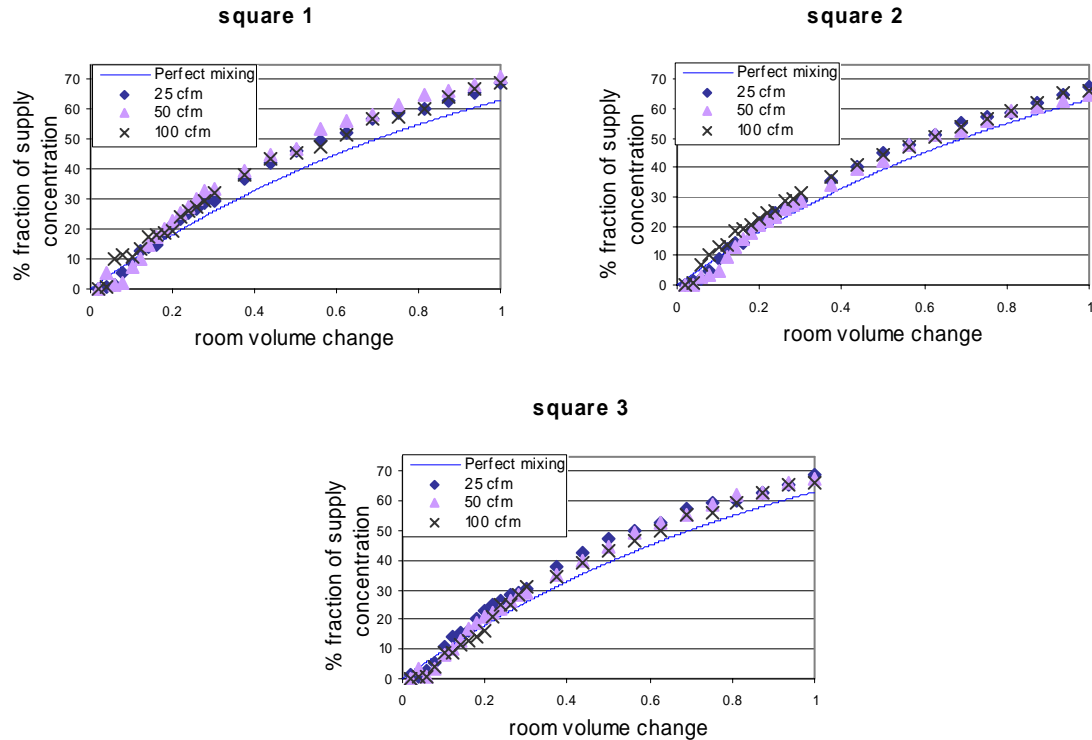 square 1
% fraction of supply
concentration
70
60
50
40
30
20
10
0
Perfect mixing
25 cfm
50 cfm
100 cfm
0 0.2 0.4 0.6 0.8 1
room volume change
square 2
% fraction of supply
concentration
70
60
50
40
30
20
10
0
Perfect mixing
25 cfm
50 cfm
100 cfm
0 0.2 0.4 0.6 0.8 1
room volume change
square 3
% fraction of supply
concentration
70
60
50
40
30
20
10
0
Perfect mixing
25 cfm
50 cfm
100 cfm
0 0.2 0.4 0.6 0.8 1
room volume change